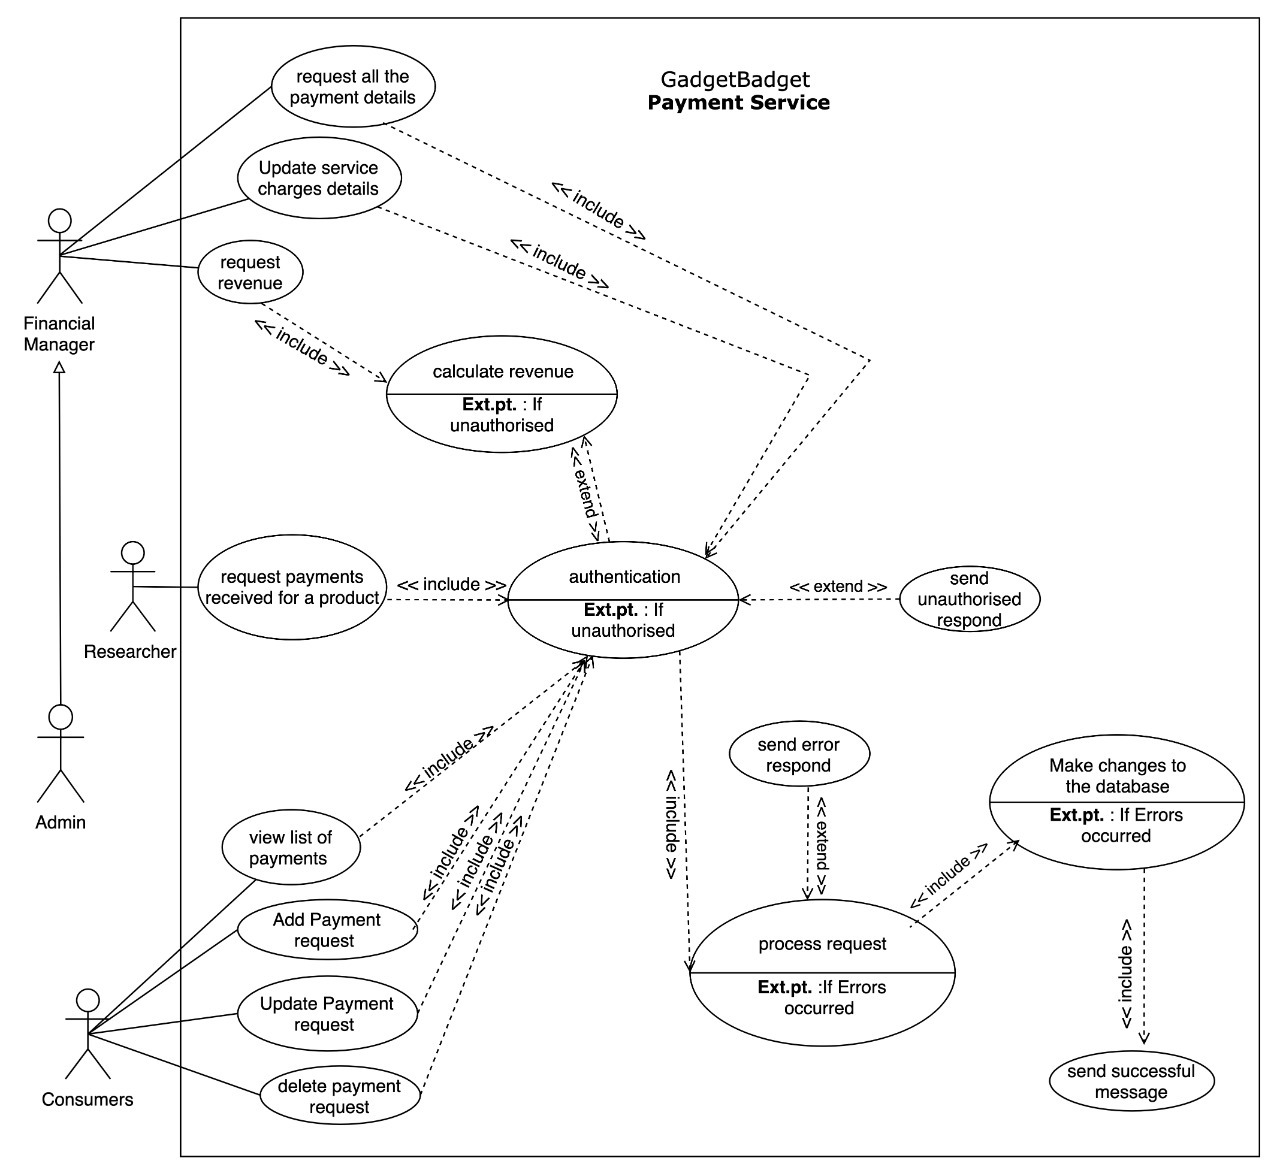 GadgetBadget
Payment Service
request all the
payment details
Update service
charges details
<< include >>
<< include >>
request
revenue
Financial
Manager
<< include >>
calculate revenue
Ext.pt. : If
unauthorised
<< extend >>
request payments
received for a product
<< include >>
authentication
Ext.pt. : If
unauthorised
<< extend >>
send
unauthorised
respond
Researcher
<< include >>
<< include >>
send error
respond
<< extend >>
Make changes to
the database
Ext.pt. : If Errors
occurred
Admin
view list of
payments
<< include >>
<< include >>
<< include >>
<< include >>
Add Payment
request
process request
Ext.pt. :If Errors
occurred
<< include >>
Update Payment
request
delete payment
request
send successful
message
Consumers